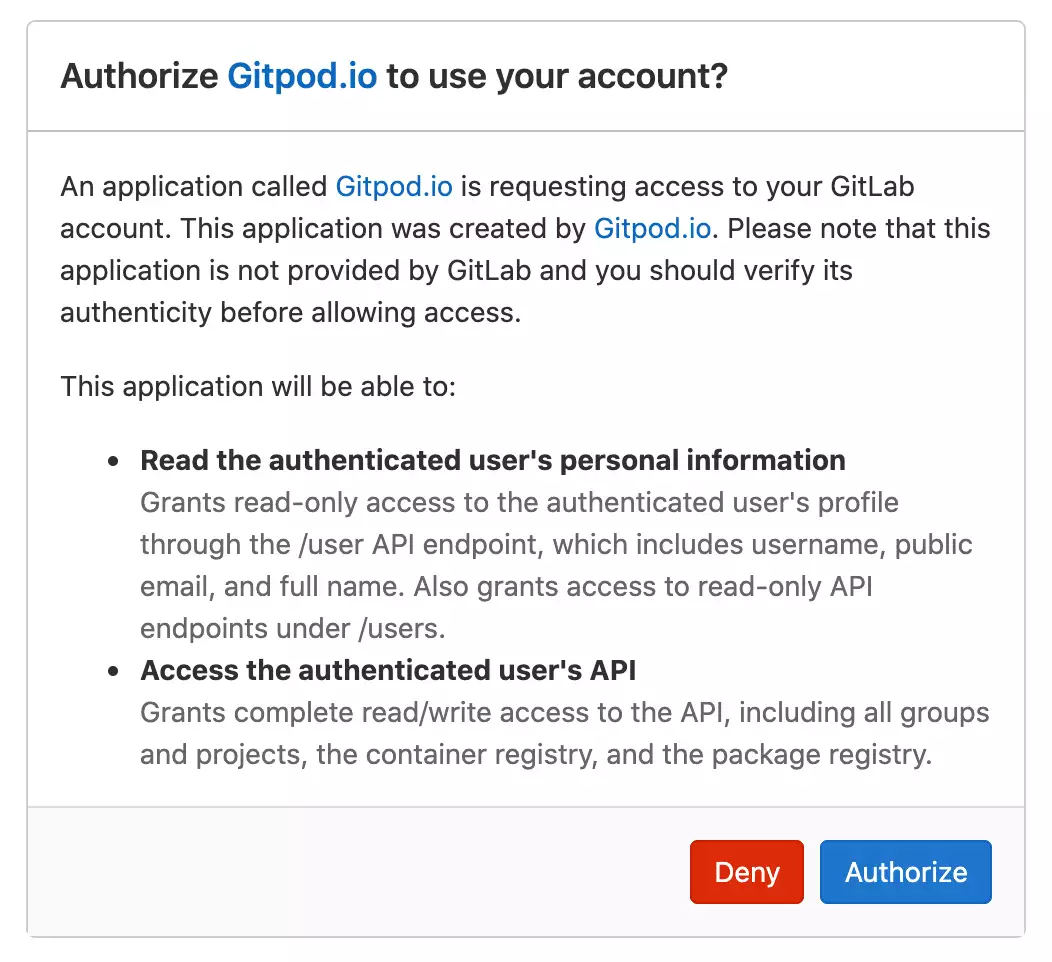 Authorize Gitpod.io to use your account?
An application called Gitpod.io is requesting access to your GitLab
account. This application was created by Gitpod.io. Please note that this
application is not provided by GitLab and you should verify its
authenticity before allowing access.
This application will be able to:
• Read the authenticated user's personal information
Grants read-only access to the authenticated user's profile
through the /user API endpoint, which includes username, public
email, and full name. Also grants access to read-only API
endpoints under /users.
• Access the authenticated user's API
Grants complete read/write access to the API, including all groups
and projects, the container registry, and the package registry.
Deny Authorize